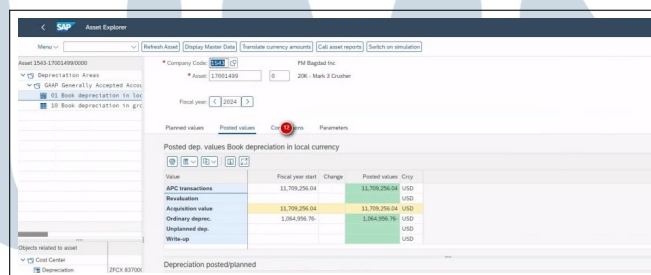 SAP Asset Explorer
Menu Refresh Asset Display Master Data Translate currency amounts Call asset reports Switch on simulation
Asset 1543-17001499/0000
* Company Code: 1543 FM Bagdad Inc
Depreciation Areas
* Asset: 17001499 0 20K - Mark 3 Crusher
GAAP Generally Accepted Accou
01 Book depreciation in loc
10 Book depreciation in gro
Fiscal year: < 2024 >
Planned values Posted values 12 Parameters
Posted dep. values Book depreciation in local currency
Value Fiscal year start Change Posted values Crcy
APC transactions 11,709,256.04 11,709,256.04 USD
Revaluation USD
Acquisition value 11,709,256.04 11,709,256.04 USD
Ordinary deprec. 1,064,956.76- 1,064,956.76- USD
Unplanned dep. USD
Write-up USD
Objects related to asset
Cost Center
Depreciation ZFCX 83700
Depreciation posted/planned